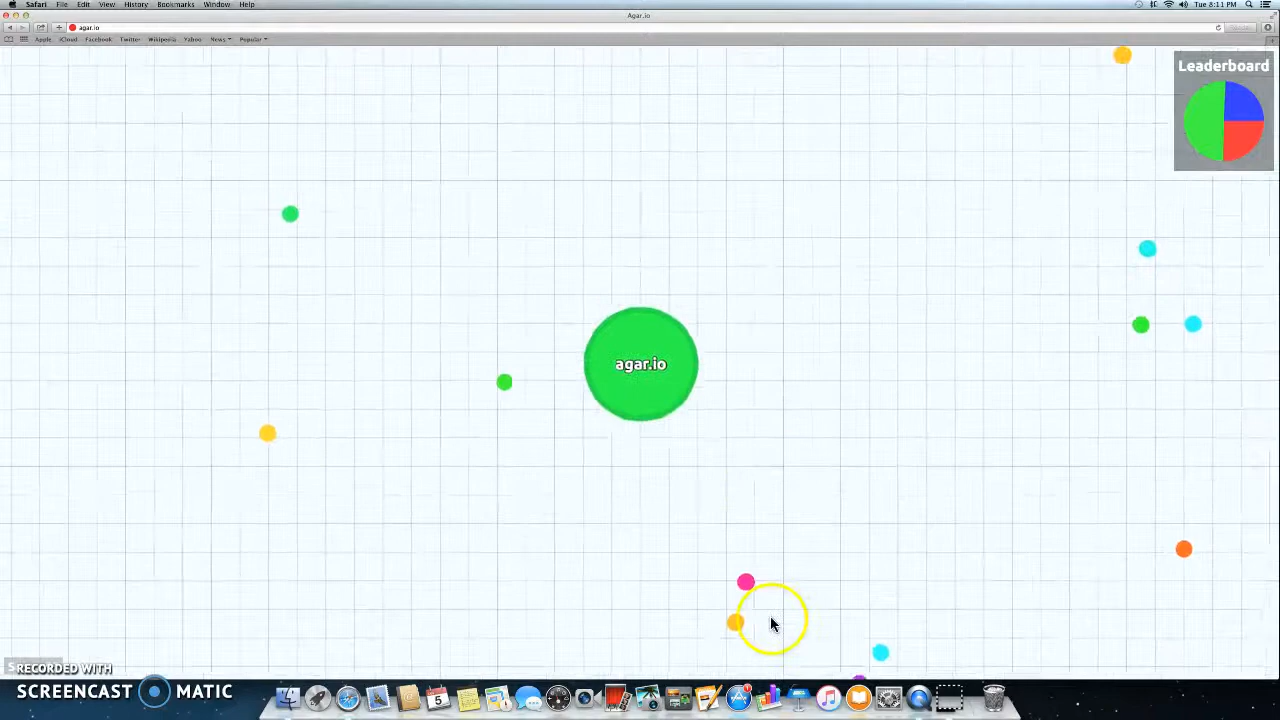 Safari File Edit View History Bookmarks Window Help Tue 8:11 PM
Agar.io
agar.io
Apple iCloud Facebook Twitter Wikipedia Yahoo News Popular
Leaderboard
agar.io
RECORDED WITH
SCREENCAST MATIC
5